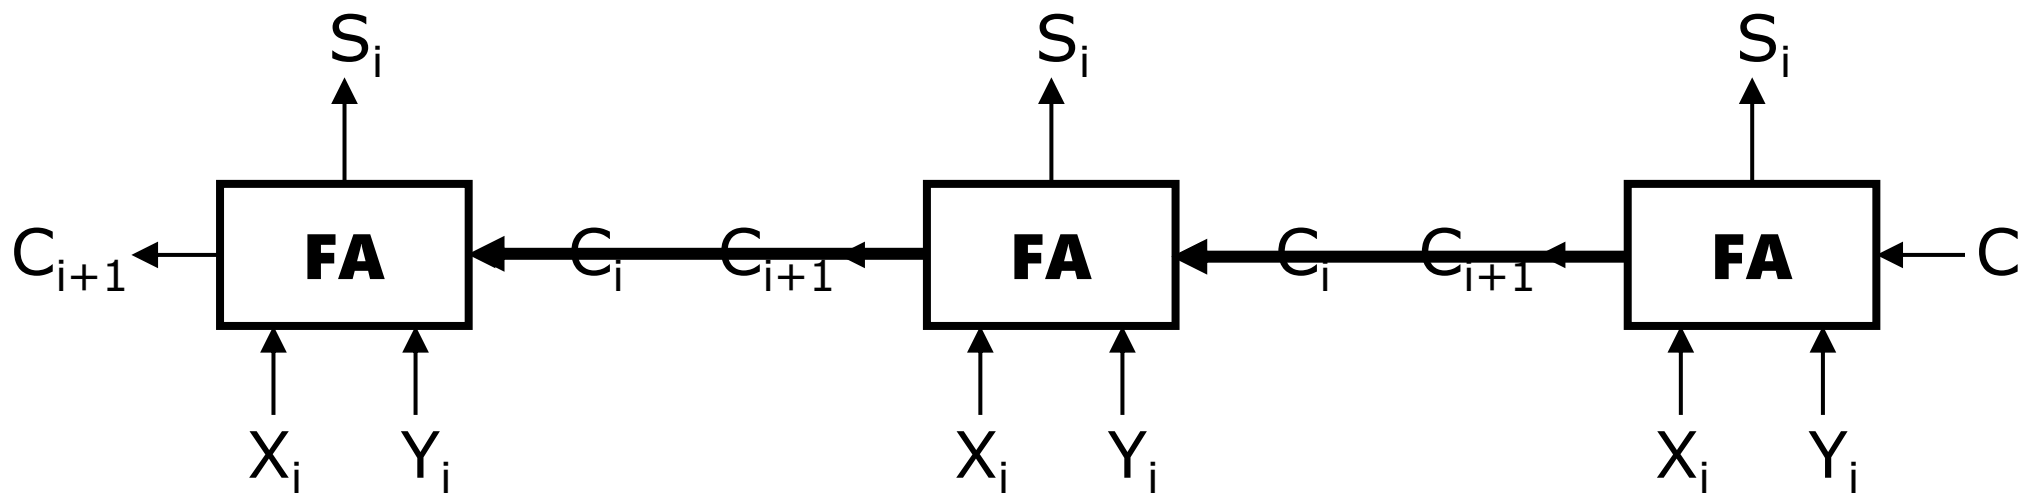 Si Si Si
Ci+1 FA Ci Ci+1 FA Ci Ci+1 FA C
Xi Yi Xi Yi Xi Yi